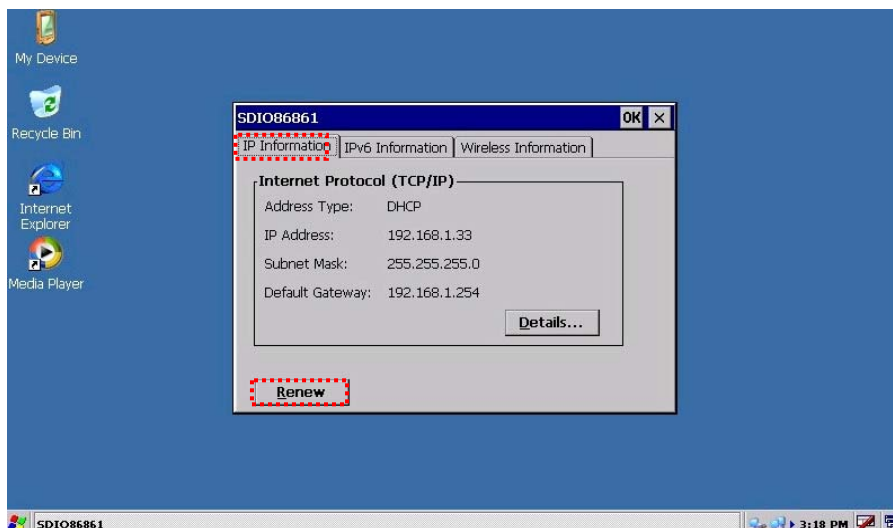 My Device
Recycle Bin
Internet
Explorer
Media Player
SDIO86861
OK
IP Information
IPv6 Information
Wireless Information
Internet Protocol (TCP/IP)
Address Type: DHCP
IP Address: 192.168.1.33
Subnet Mask: 255.255.255.0
Default Gateway: 192.168.1.254
Details...
Renew
SDIO86861
3:18 PM